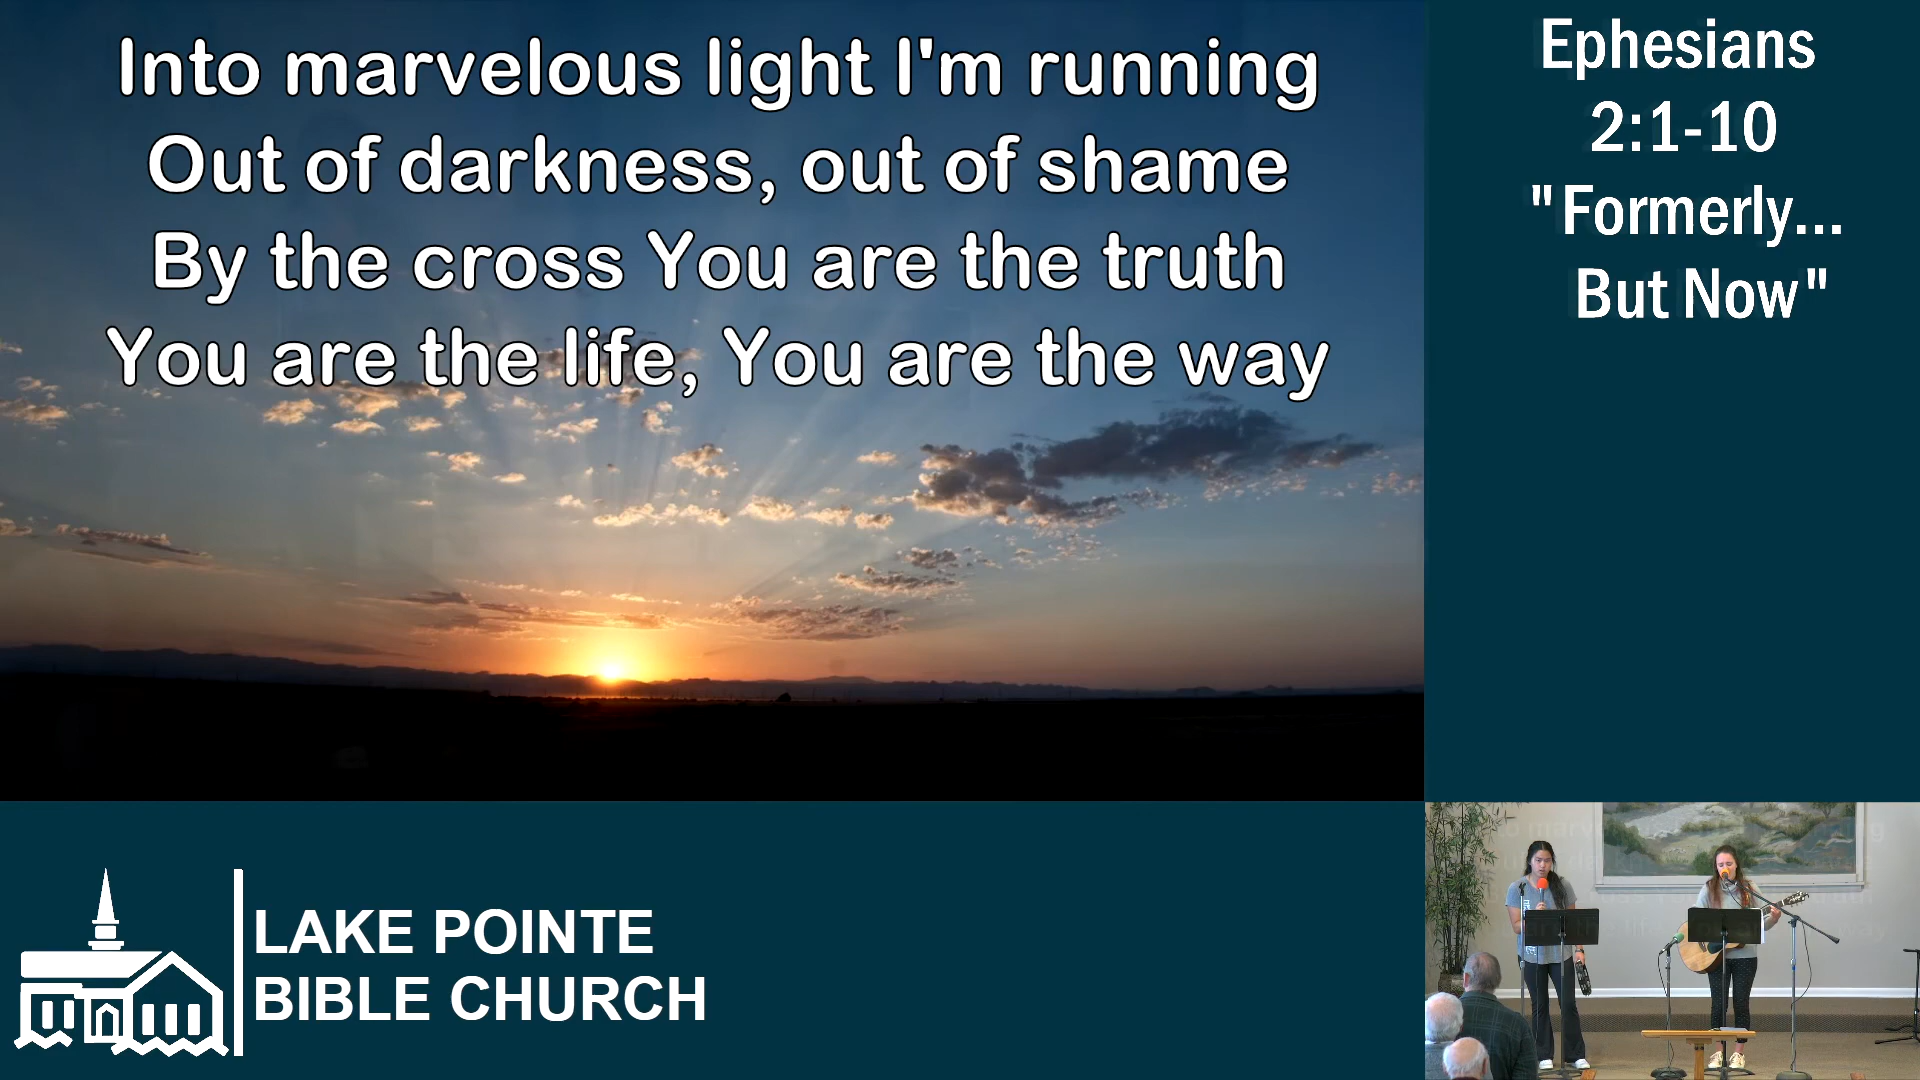 Into marvelous light I'm running
Out of darkness, out of shame
By the cross You are the truth
You are the life, You are the way
Ephesians
2:1-10
"Formerly...
But Now"
LAKE POINTE
BIBLE CHURCH